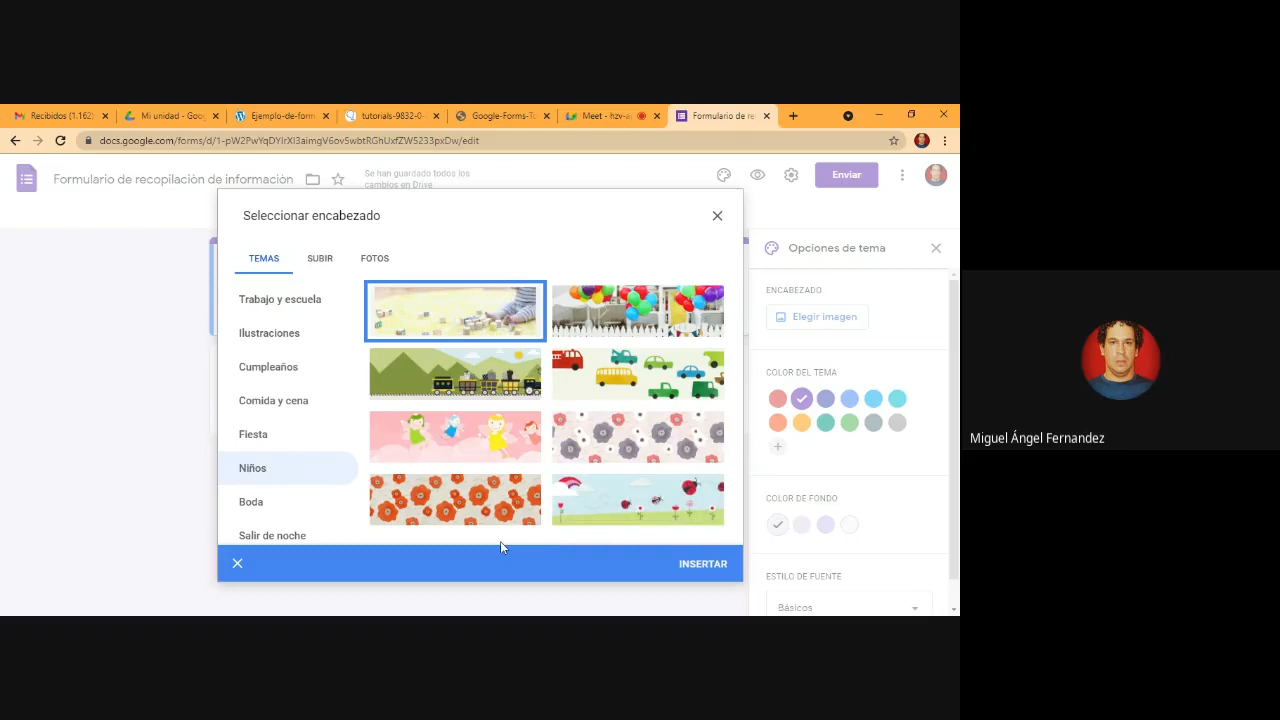 Recibidos (1.162)
Mi unidad - Goog
Ejemplo-de-form
tutorials-9832-0-
Google-Forms-To
Meet - hzv-a
Formulario de re
docs.google.com/forms/d/1-pW2PwYqDYIrXI3aimgV6ov5wbtRGhUxfZW5233pxDw/edit
Formulario de recopilación de información
Se han guardado todos los
cambios en Drive
Enviar
Seleccionar encabezado
TEMAS
SUBIR
FOTOS
Trabajo y escuela
Ilustraciones
Cumpleaños
Comida y cena
Fiesta
Niños
Boda
Salir de noche
INSERTAR
Opciones de tema
ENCABEZADO
Elegir imagen
COLOR DEL TEMA
COLOR DE FONDO
ESTILO DE FUENTE
Básicos
Miguel Ángel Fernandez